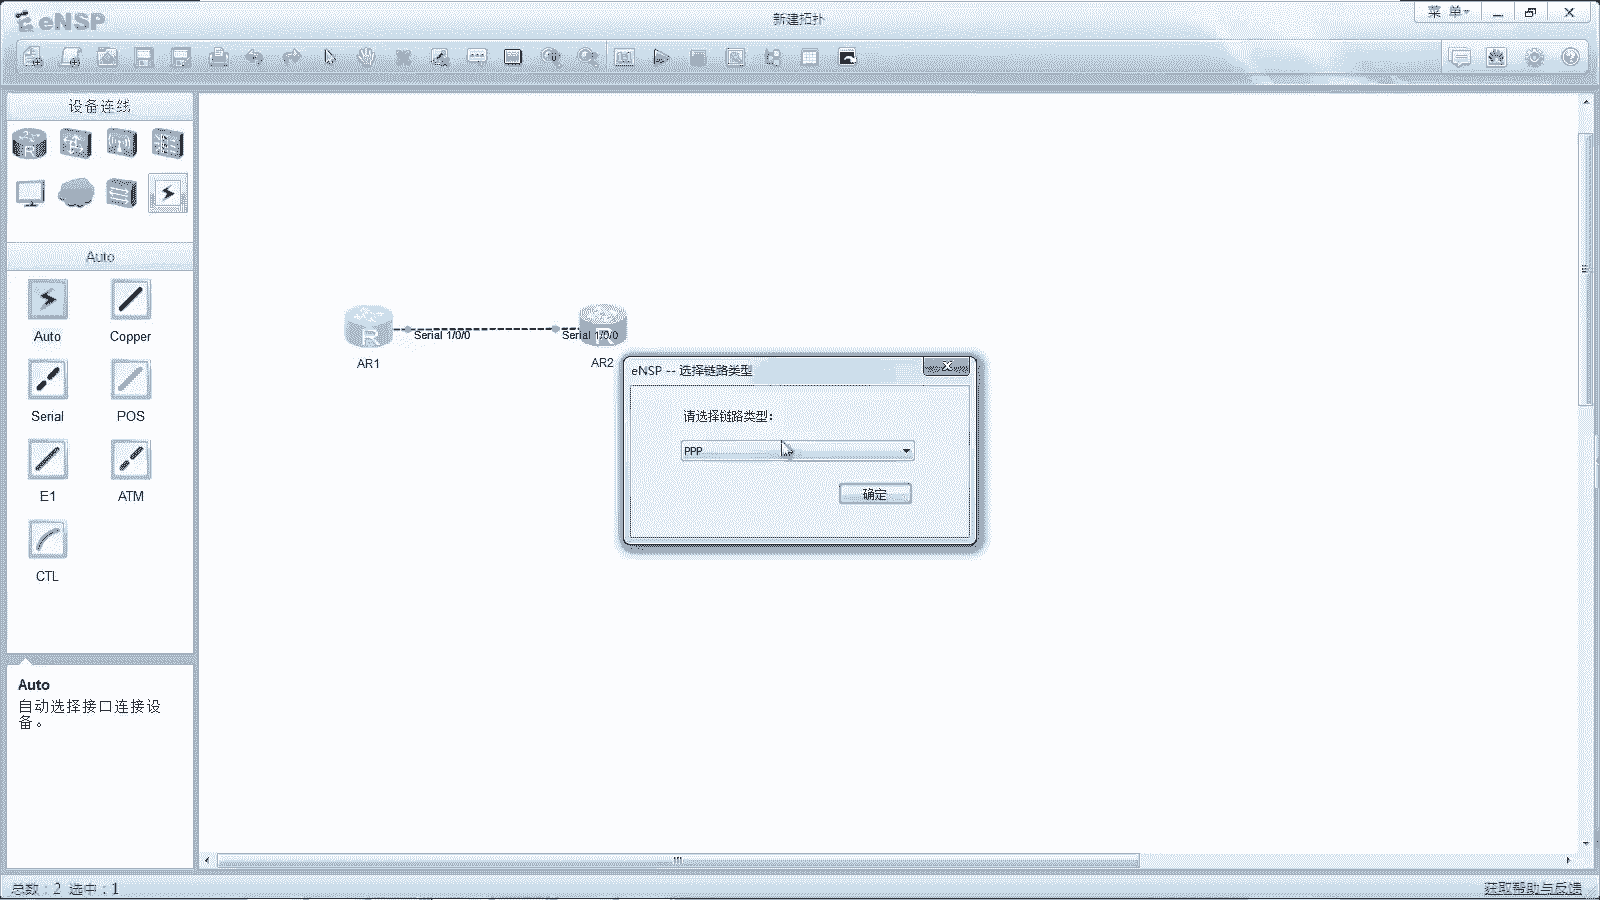 eNSP
新建拓扑
菜 单
设备连线
R
Auto
Auto
Copper
Serial
POS
E1
ATM
CTL
Auto
自动选择接口连接设
备。
R
Serial 1/0/0
Serial 1/0/0
R
AR1
AR2
eNSP -- 选择链路类型
请选择链路类型：
PPP
确定
总数：2 选中：1
获取帮助与反馈